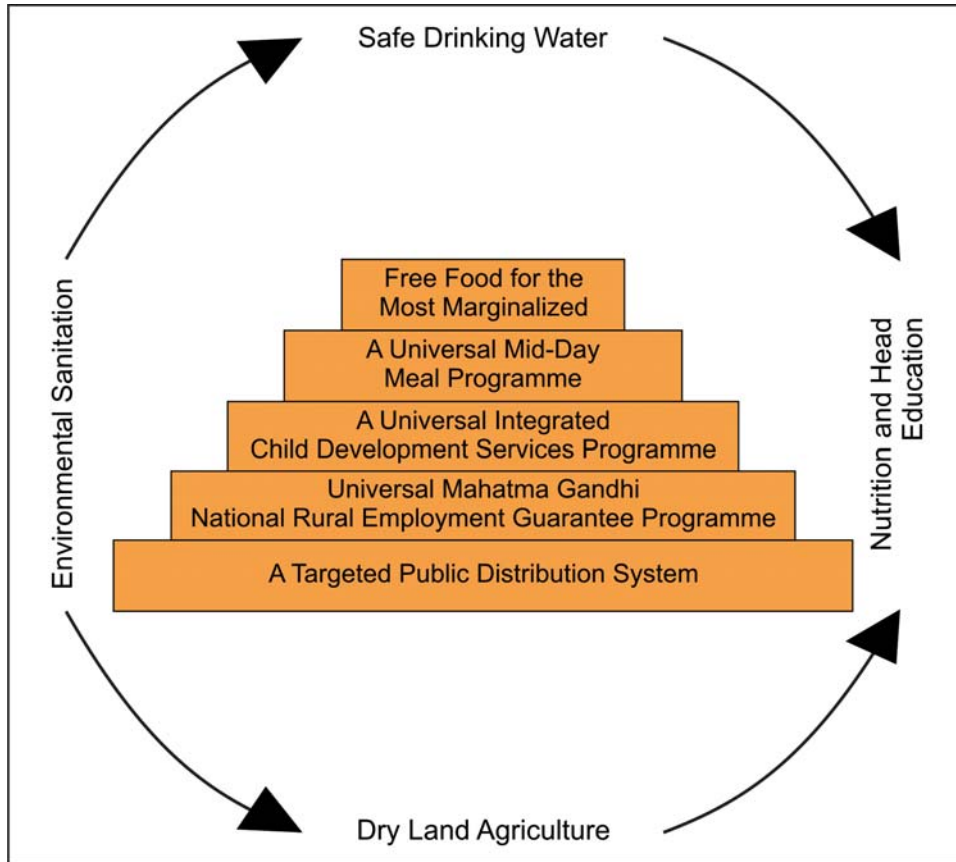 Safe Drinking Water
Environmental Sanitation
Free Food for the
Most Marginalized
A Universal Mid-Day
Meal Programme
A Universal Integrated
Child Development Services Programme
Universal Mahatma Gandhi
National Rural Employment Guarantee Programme
A Targeted Public Distribution System
Nutrition and Head
Education
Dry Land Agriculture